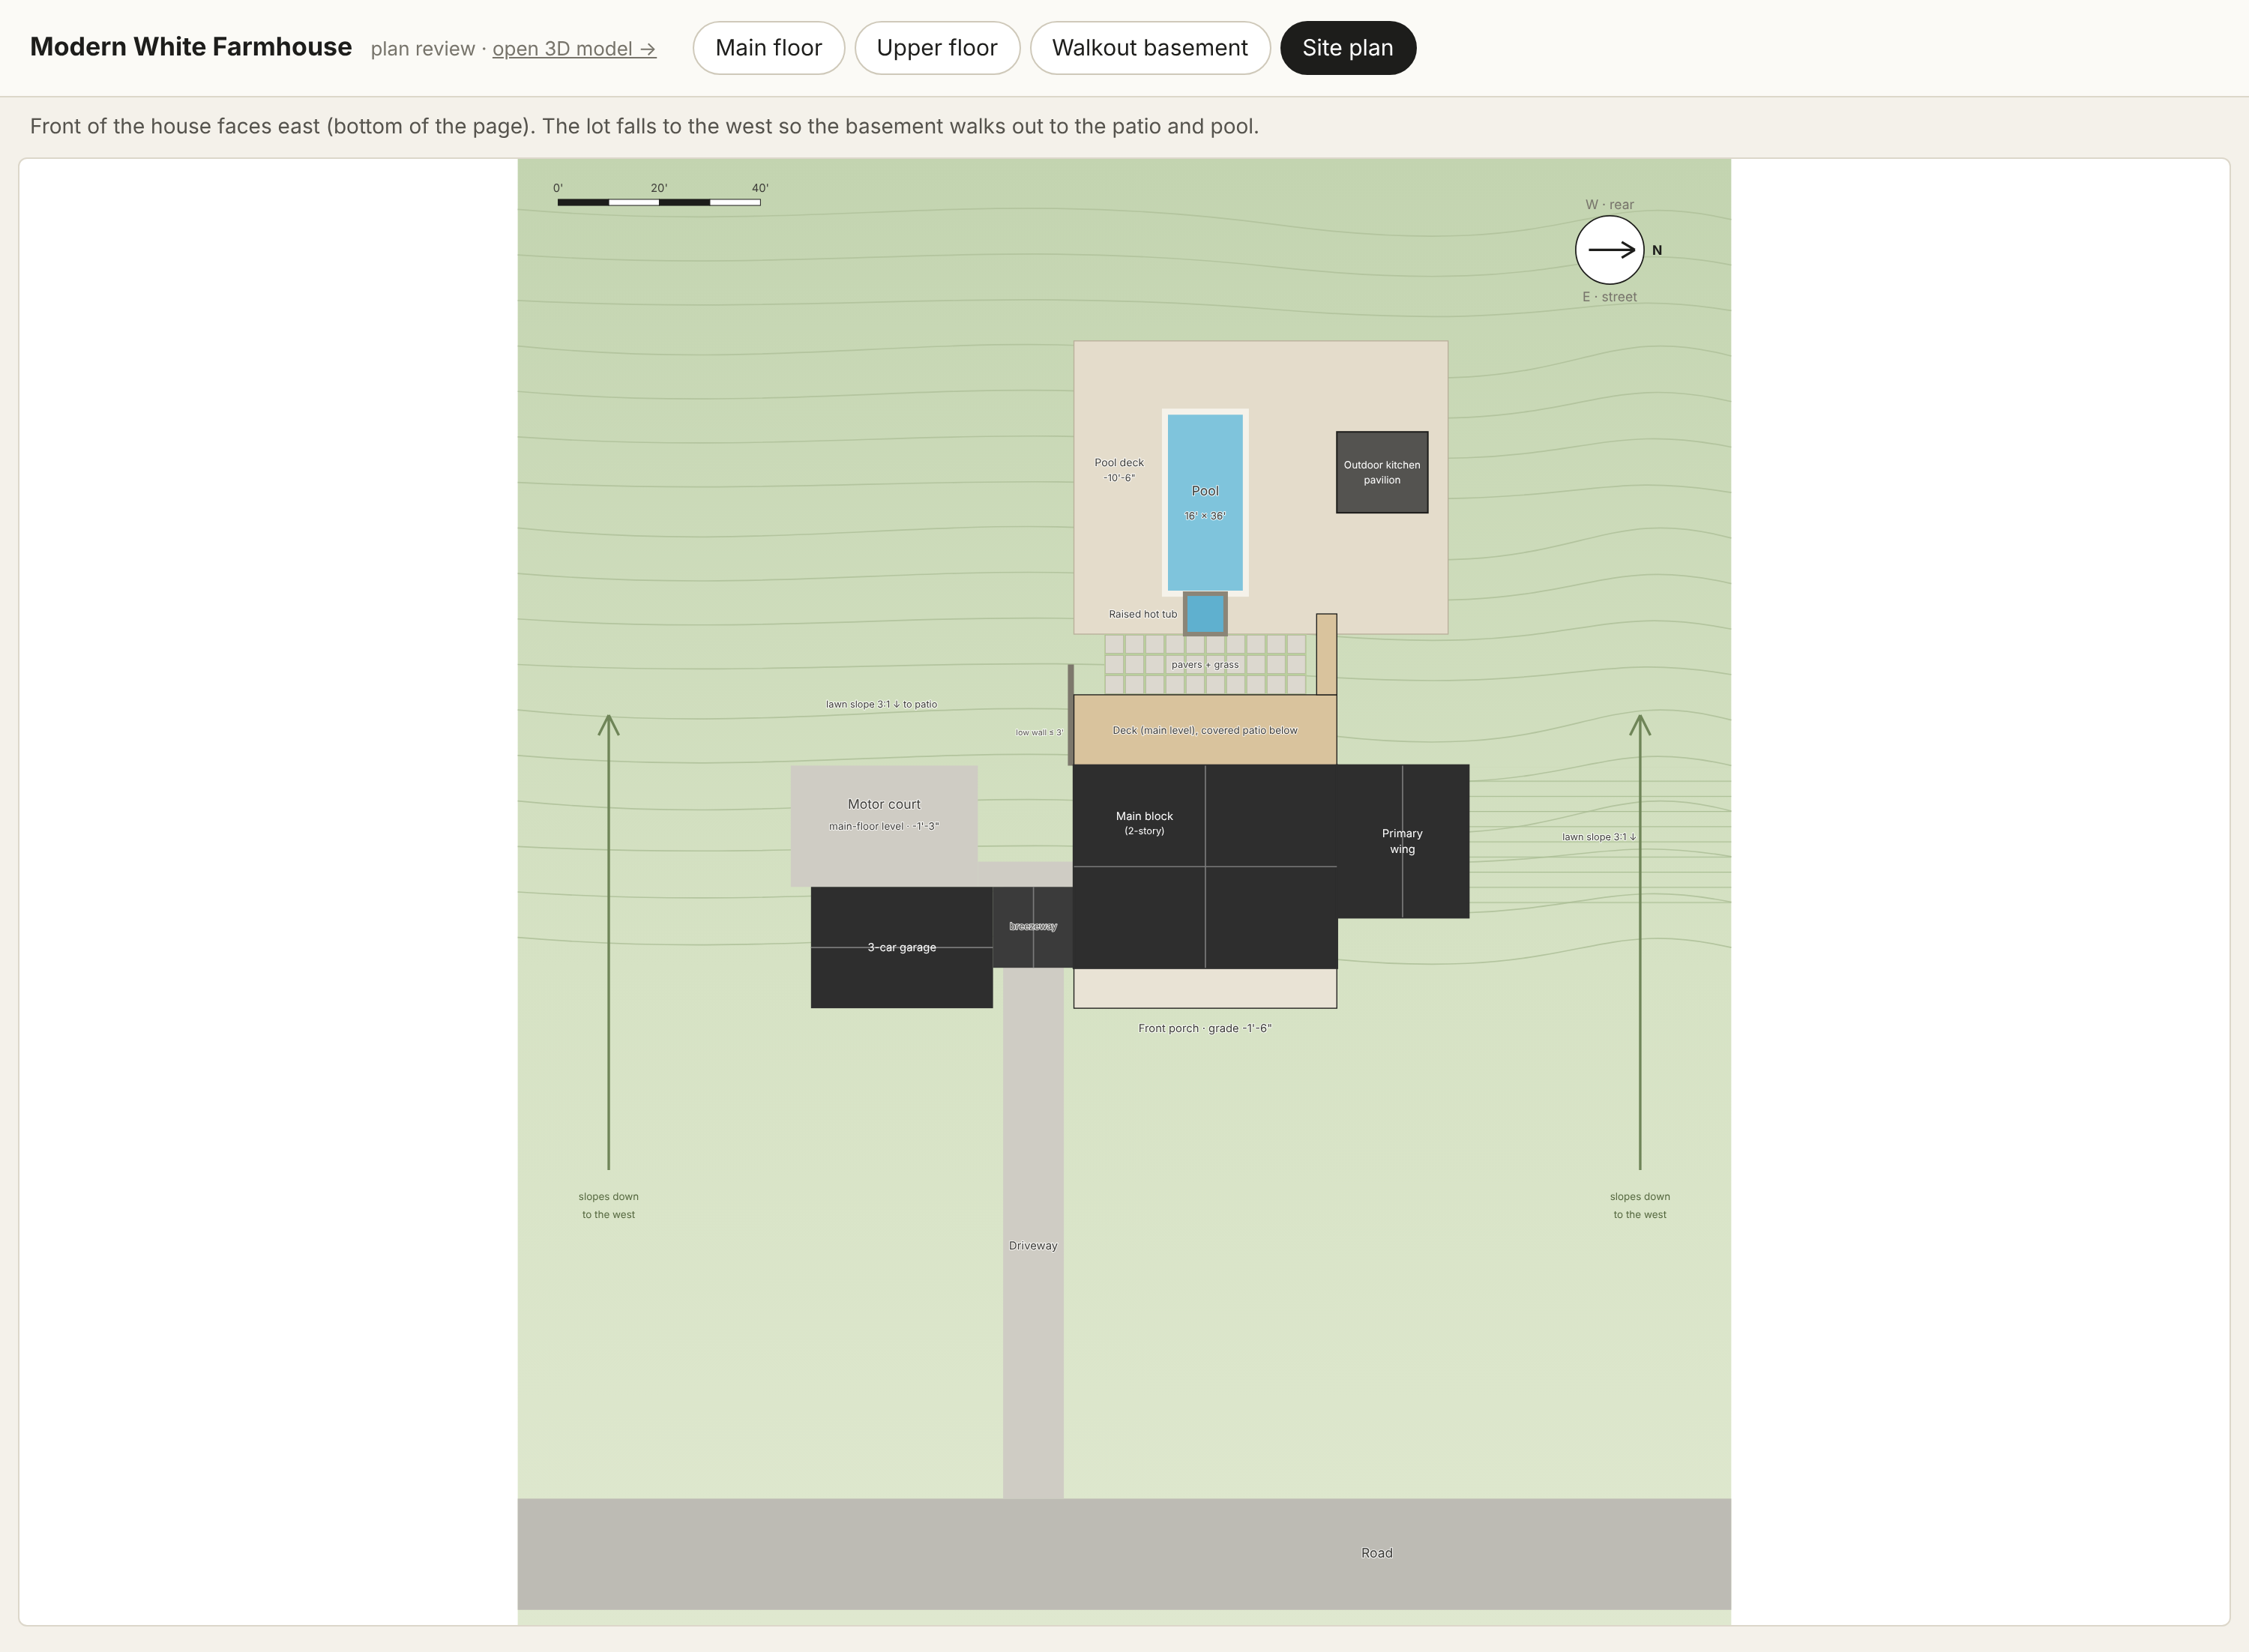 Modern White Farmhouse plan review · open 3D model → Main floor Upper floor Walkout basement Site plan
Front of the house faces east (bottom of the page). The lot falls to the west so the basement walks out to the patio and pool.
0' 20' 40'
W · rear
N
E · street
Pool deck
-10'-6"
Pool
16' × 36'
Outdoor kitchen
pavilion
Raised hot tub
pavers + grass
lawn slope 3:1 ↓ to patio
low wall ≤ 3'
Deck (main level), covered patio below
Motor court
main-floor level · -1'-3"
Main block
(2-story)
Primary
wing
lawn slope 3:1 ↓
breezeway
3-car garage
Front porch · grade -1'-6"
slopes down
to the west
slopes down
to the west
Driveway
Road